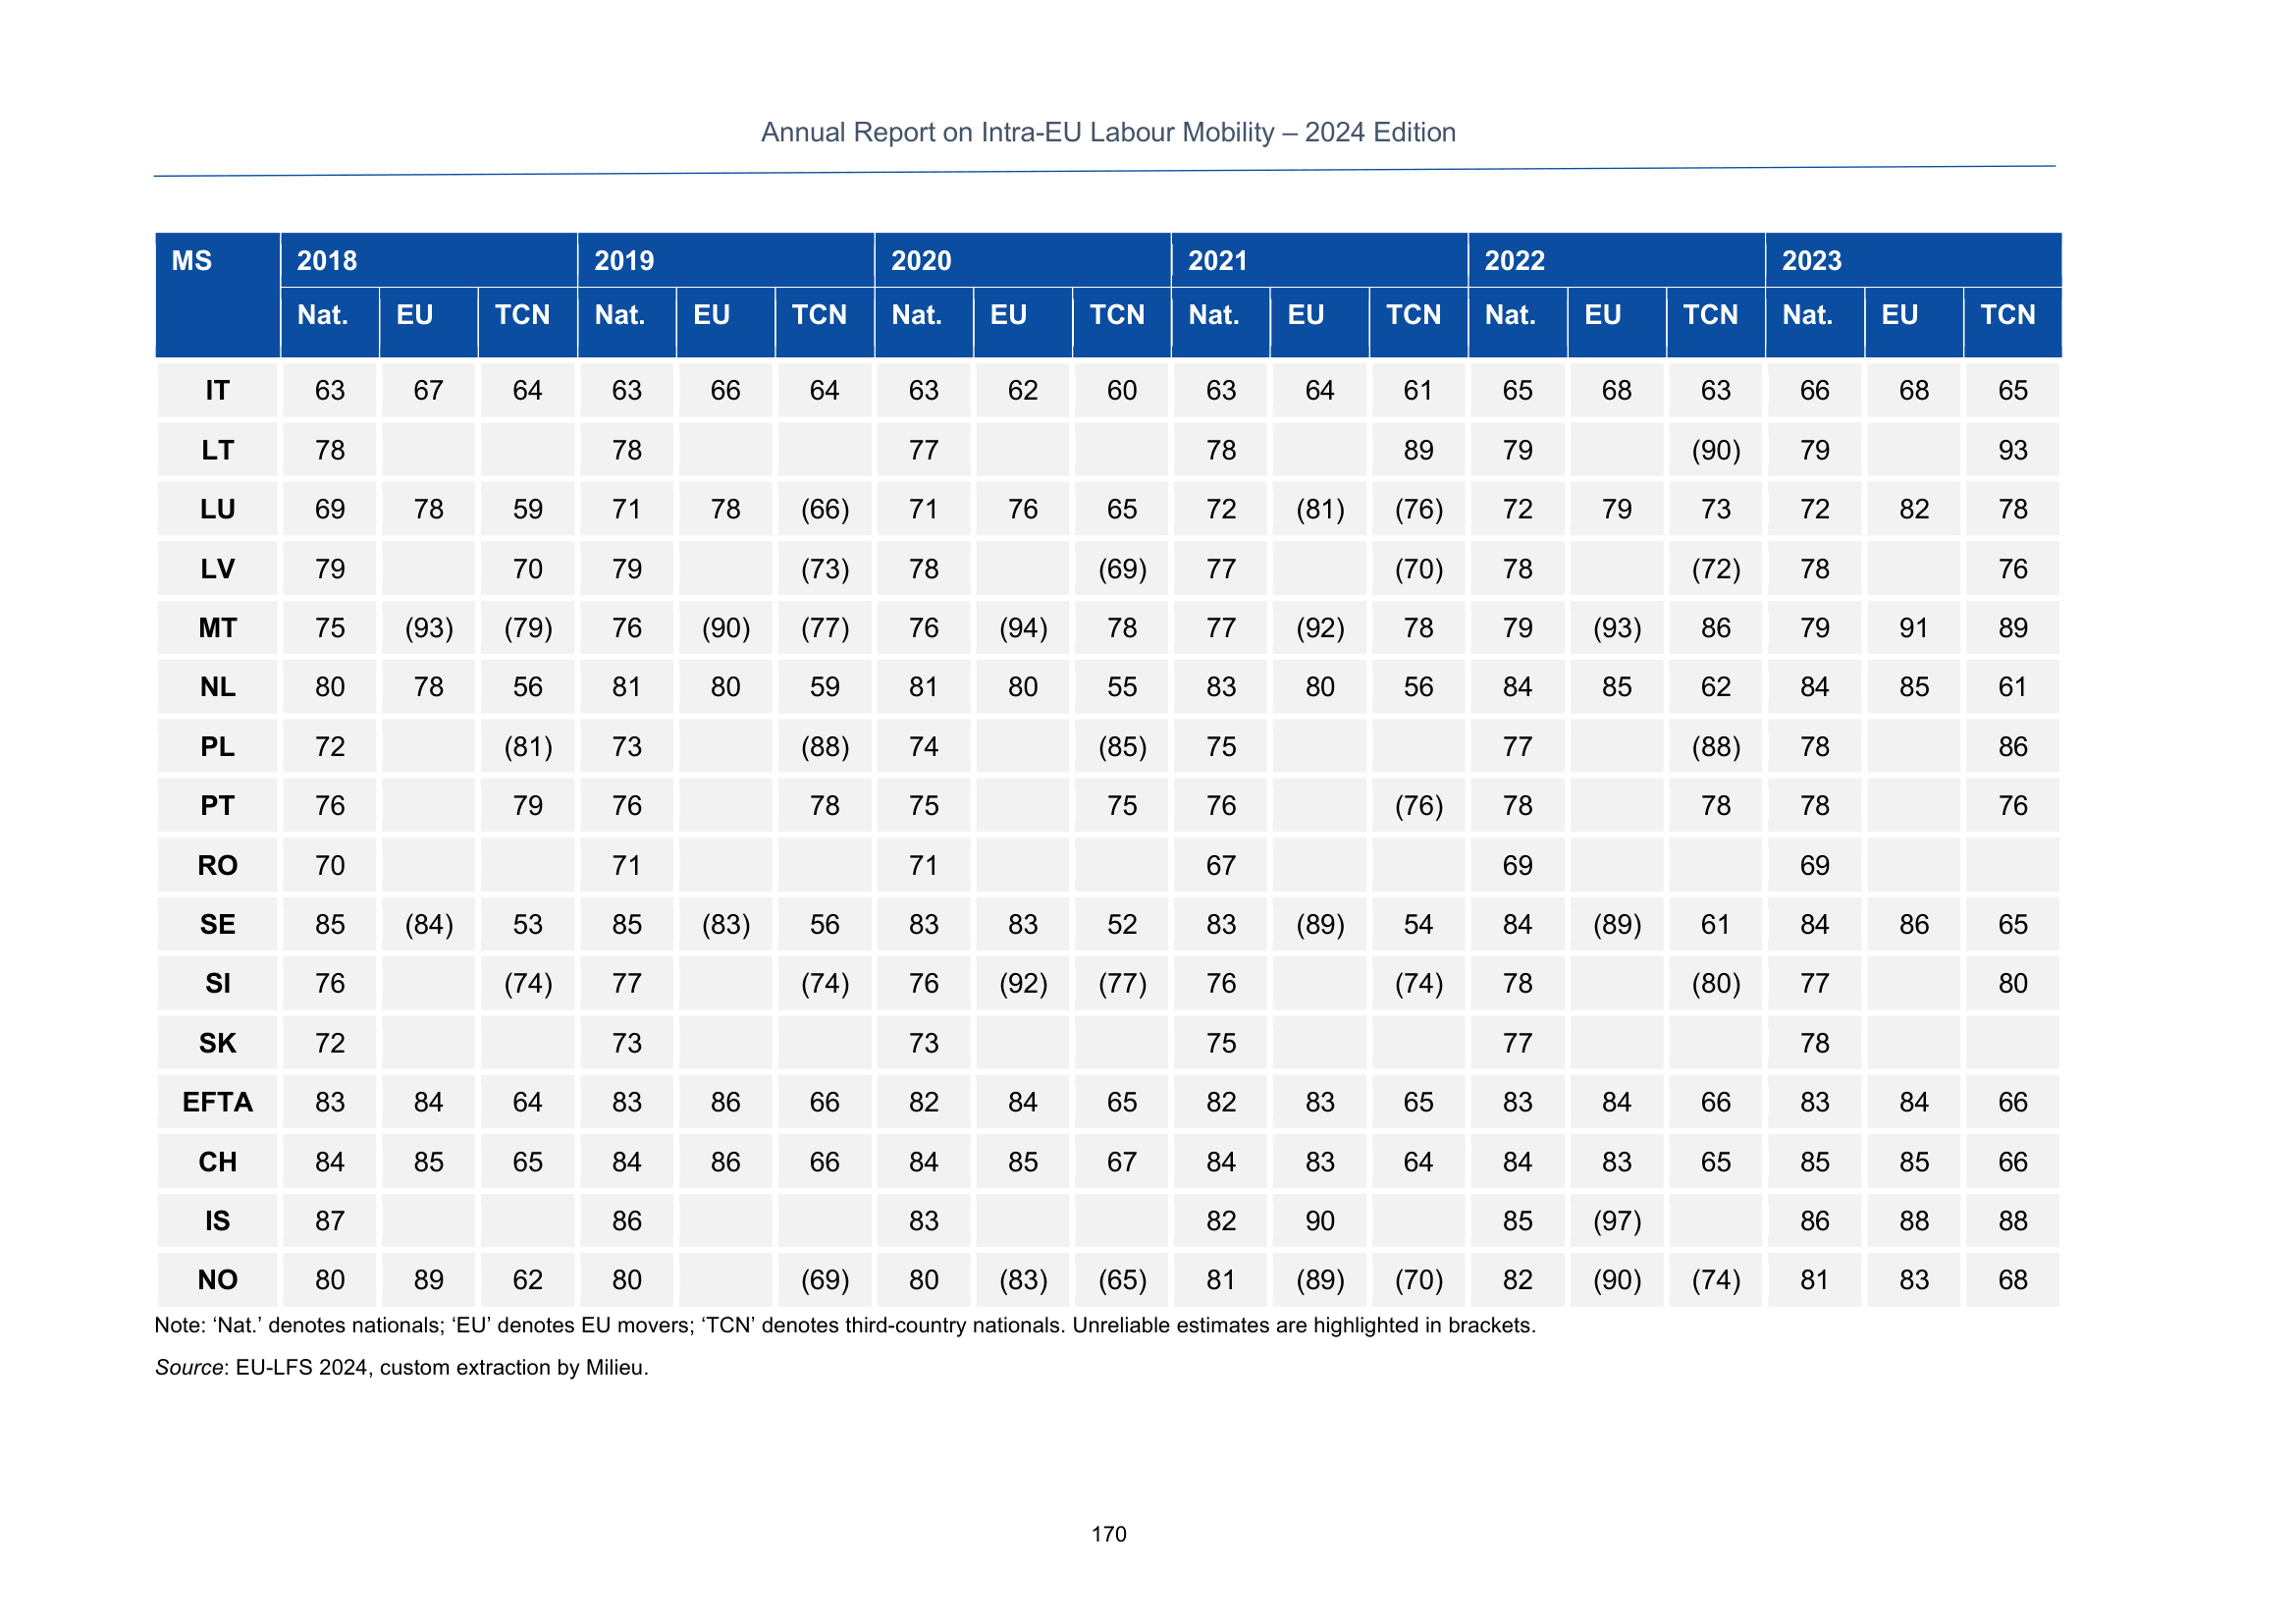 Annual Report on Intra-EU Labour Mobility – 2024 Edition
MS 2018 2019 2020 2021 2022 2023
Nat. EU TCN Nat. EU TCN Nat. EU TCN Nat. EU TCN Nat. EU TCN Nat. EU TCN
IT 63 67 64 63 66 64 63 62 60 63 64 61 65 68 63 66 68 65
LT 78 78 77 78 89 79 (90) 79 93
LU 69 78 59 71 78 (66) 71 76 65 72 (81) (76) 72 79 73 72 82 78
LV 79 70 79 (73) 78 (69) 77 (70) 78 (72) 78 76
MT 75 (93) (79) 76 (90) (77) 76 (94) 78 77 (92) 78 79 (93) 86 79 91 89
NL 80 78 56 81 80 59 81 80 55 83 80 56 84 85 62 84 85 61
PL 72 (81) 73 (88) 74 (85) 75 77 (88) 78 86
PT 76 79 76 78 75 75 76 (76) 78 78 78 76
RO 70 71 71 67 69 69
SE 85 (84) 53 85 (83) 56 83 83 52 83 (89) 54 84 (89) 61 84 86 65
SI 76 (74) 77 (74) 76 (92) (77) 76 (74) 78 (80) 77 80
SK 72 73 73 75 77 78
EFTA 83 84 64 83 86 66 82 84 65 82 83 65 83 84 66 83 84 66
CH 84 85 65 84 86 66 84 85 67 84 83 64 84 83 65 85 85 66
IS 87 86 83 82 90 85 (97) 86 88 88
NO 80 89 62 80 (69) 80 (83) (65) 81 (89) (70) 82 (90) (74) 81 83 68
Note: ‘Nat.’ denotes nationals; ‘EU’ denotes EU movers; ‘TCN’ denotes third-country nationals. Unreliable estimates are highlighted in brackets.
Source: EU-LFS 2024, custom extraction by Milieu.
170